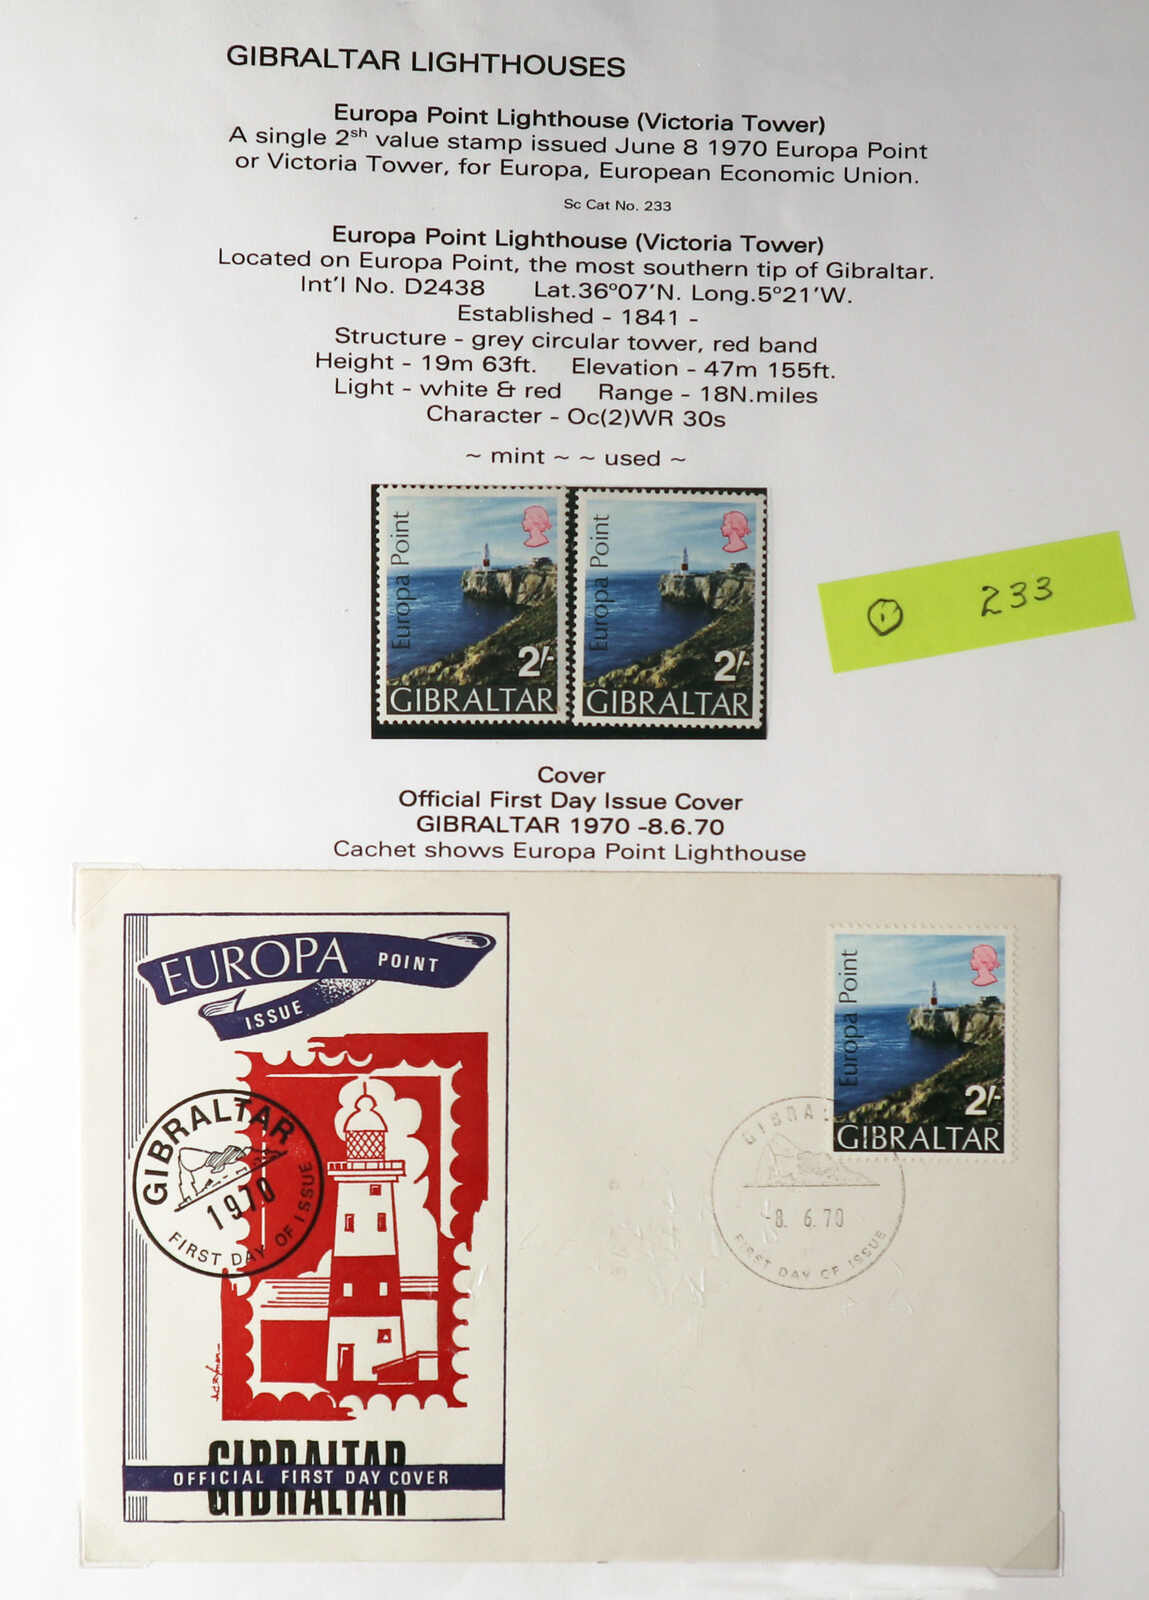 GIBRALTAR LIGHTHOUSES
Europa Point Lighthouse (Victoria Tower)
A single 2sh value stamp issued June 8 1970 Europa Point
or Victoria Tower, for Europa, European Economic Union.
Sc Cat No. 233
Europa Point Lighthouse (Victoria Tower)
Located on Europa Point, the most southern tip of Gibraltar.
Int'l No. D2438 Lat.36°07'N. Long.5°21'W.
Established - 1841 -
Structure - grey circular tower, red band
Height - 19m 63ft. Elevation - 47m 155ft.
Light - white & red Range - 18N.miles
Character - Oc(2)WR 30s
~ mint ~ ~ used ~
Europa Point
2/-
GIBRALTAR
Europa Point
2/-
GIBRALTAR
1 233
Cover
Official First Day Issue Cover
GIBRALTAR 1970 -8.6.70
Cachet shows Europa Point Lighthouse
EUROPA POINT
ISSUE
GIBRALTAR
1970
FIRST DAY OF ISSUE
GIBRALTAR
OFFICIAL FIRST DAY COVER
GIBRALTAR
Europa Point
2/-
GIBRALTAR
GIBRA
-8. 6.70
FIRST DAY OF ISSUE